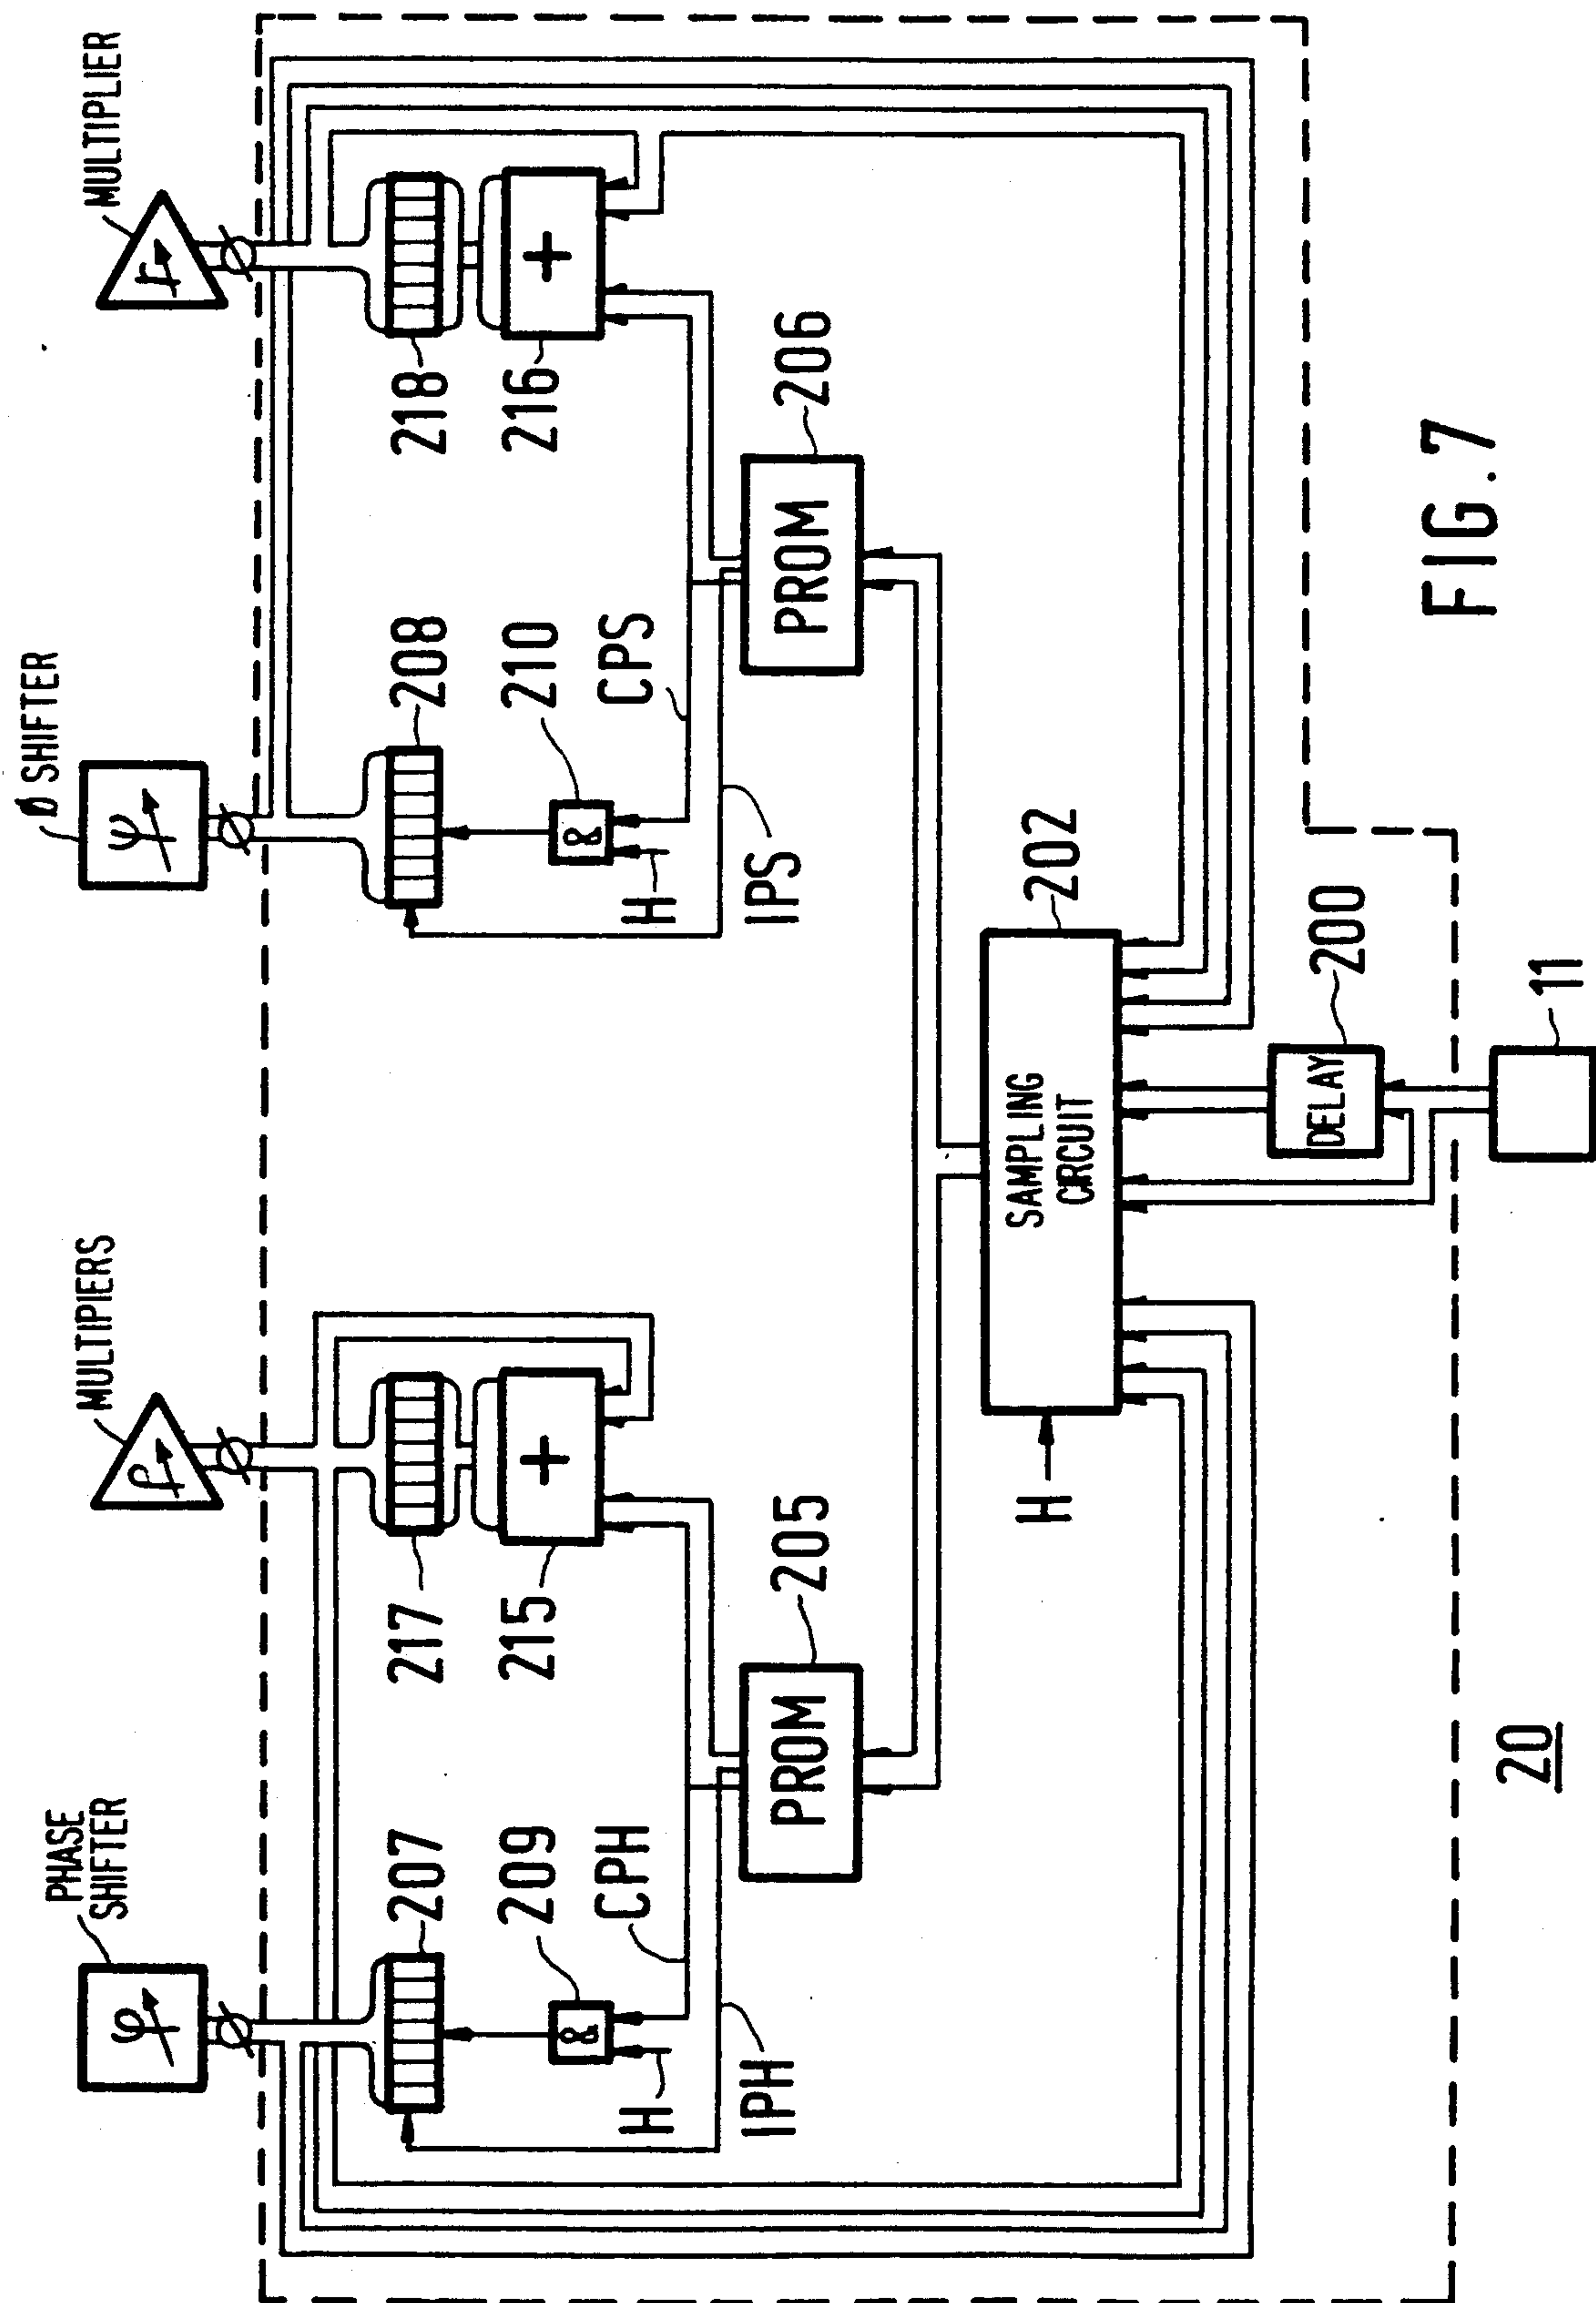 PHASE
SHIFTER
φ
MULTIPIERS
ρ
Ø SHIFTER
ψ
MULTIPLIER
r
207
217
208
218
209
&
H
215
+
210
&
H
216
+
CPH
IPH
CPS
IPS
PROM
205
PROM
206
H
SAMPLING
CIRCUIT
202
DELAY
200
11
20
FIG. 7